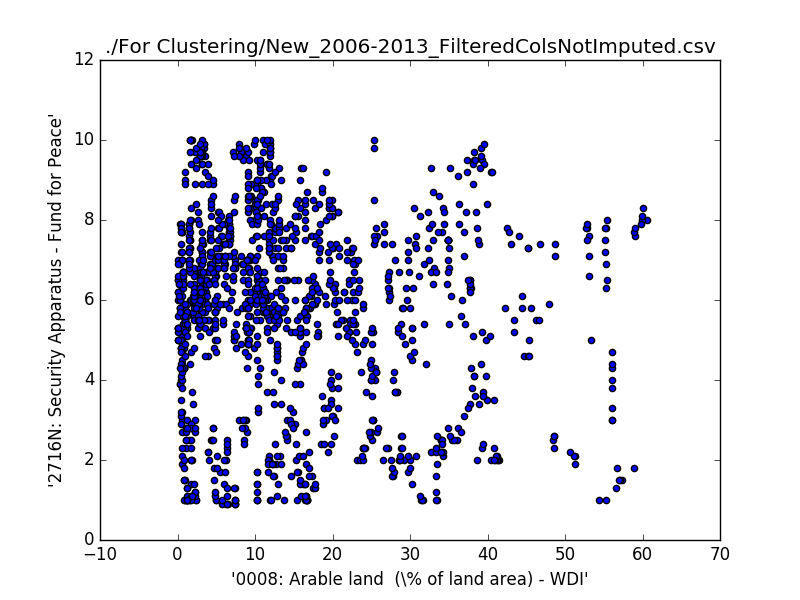 ./For Clustering/New_2006-2013_FilteredColsNotImputed.csv
'2716N: Security Apparatus - Fund for Peace'
12
10
8
6
4
2
0
−10 0 10 20 30 40 50 60 70
'0008: Arable land  (\% of land area) - WDI'